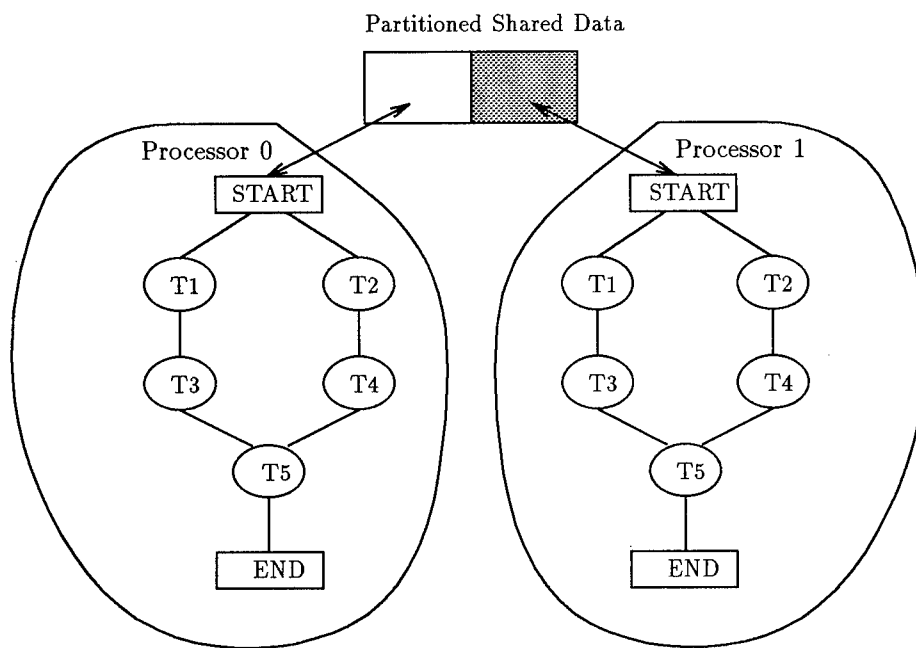 Partitioned Shared Data
Processor 0
START
T1
T2
T3
T4
T5
END
Processor 1
START
T1
T2
T3
T4
T5
END